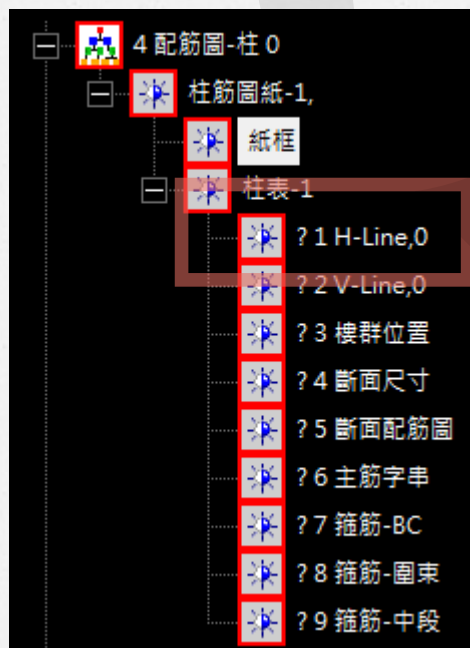 4 配筋圖-柱 0
柱筋圖紙-1,
紙框
柱表-1
? 1 H-Line,0
? 2 V-Line,0
? 3 樓群位置
? 4 斷面尺寸
? 5 斷面配筋圖
? 6 主筋字串
? 7 箍筋-BC
? 8 箍筋-圍束
? 9 箍筋-中段